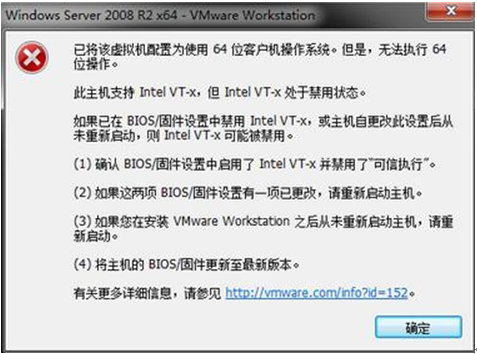 Windows Server 2008 R2 x64 - VMware Workstation
已将该虚拟机配置为使用 64 位客户机操作系统。但是，无法执行 64
位操作。
此主机支持 Intel VT-x，但 Intel VT-x 处于禁用状态。
如果已在 BIOS/固件设置中禁用 Intel VT-x，或主机自更改此设置后从
未重新启动，则 Intel VT-x 可能被禁用。
(1) 确认 BIOS/固件设置中启用了 Intel VT-x 并禁用了“可信执行”。
(2) 如果这两项 BIOS/固件设置有一项已更改，请重新启动主机。
(3) 如果您在安装 VMware Workstation 之后从未重新启动主机，请重
新启动。
(4) 将主机的 BIOS/固件更新至最新版本。
有关更多详细信息，请参见 http://vmware.com/info?id=152。
确定